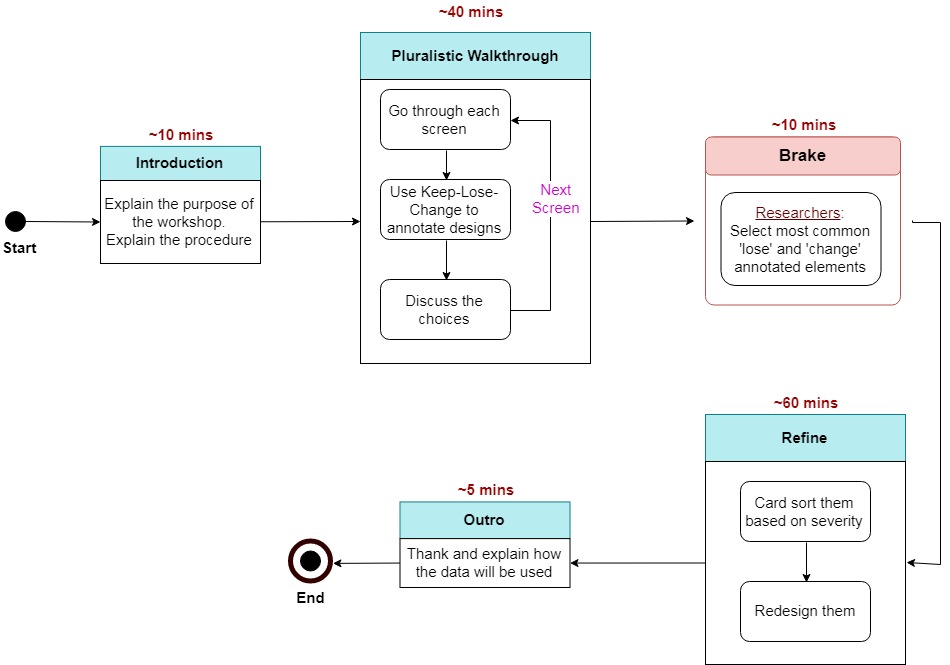 ~10 mins
Introduction
Explain the purpose of
the workshop.
Explain the procedure
Start
~40 mins
Pluralistic Walkthrough
Go through each
screen
Use Keep-Lose-
Change to
annotate designs
Discuss the
choices
Next
Screen
~10 mins
Brake
Researchers:
Select most common
'lose' and 'change'
annotated elements
~60 mins
Refine
Card sort them
based on severity
Redesign them
~5 mins
Outro
Thank and explain how
the data will be used
End